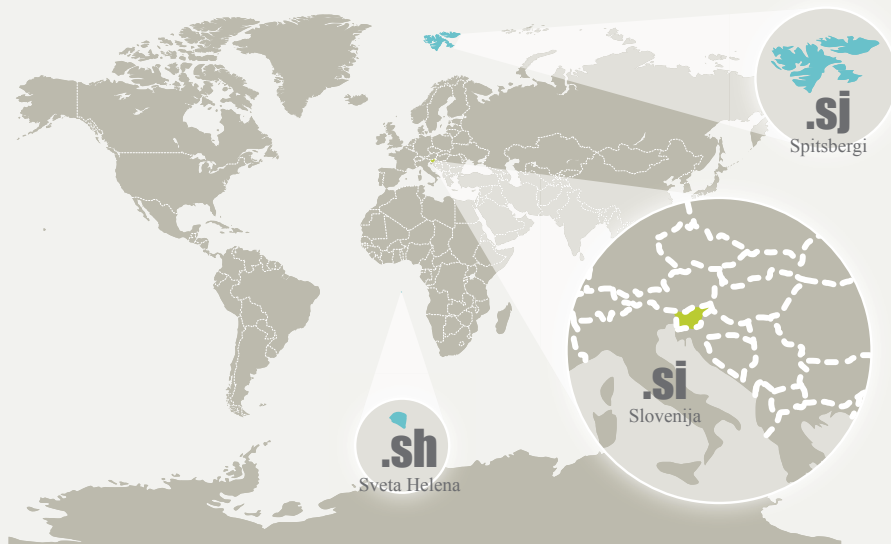 .sj
Spitsbergi
.si
Slovenija
.sh
Sveta Helena